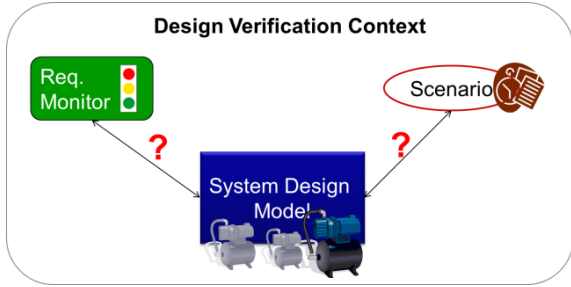 Design Verification Context
Req.
Monitor
Scenario
?
?
System Design
Model